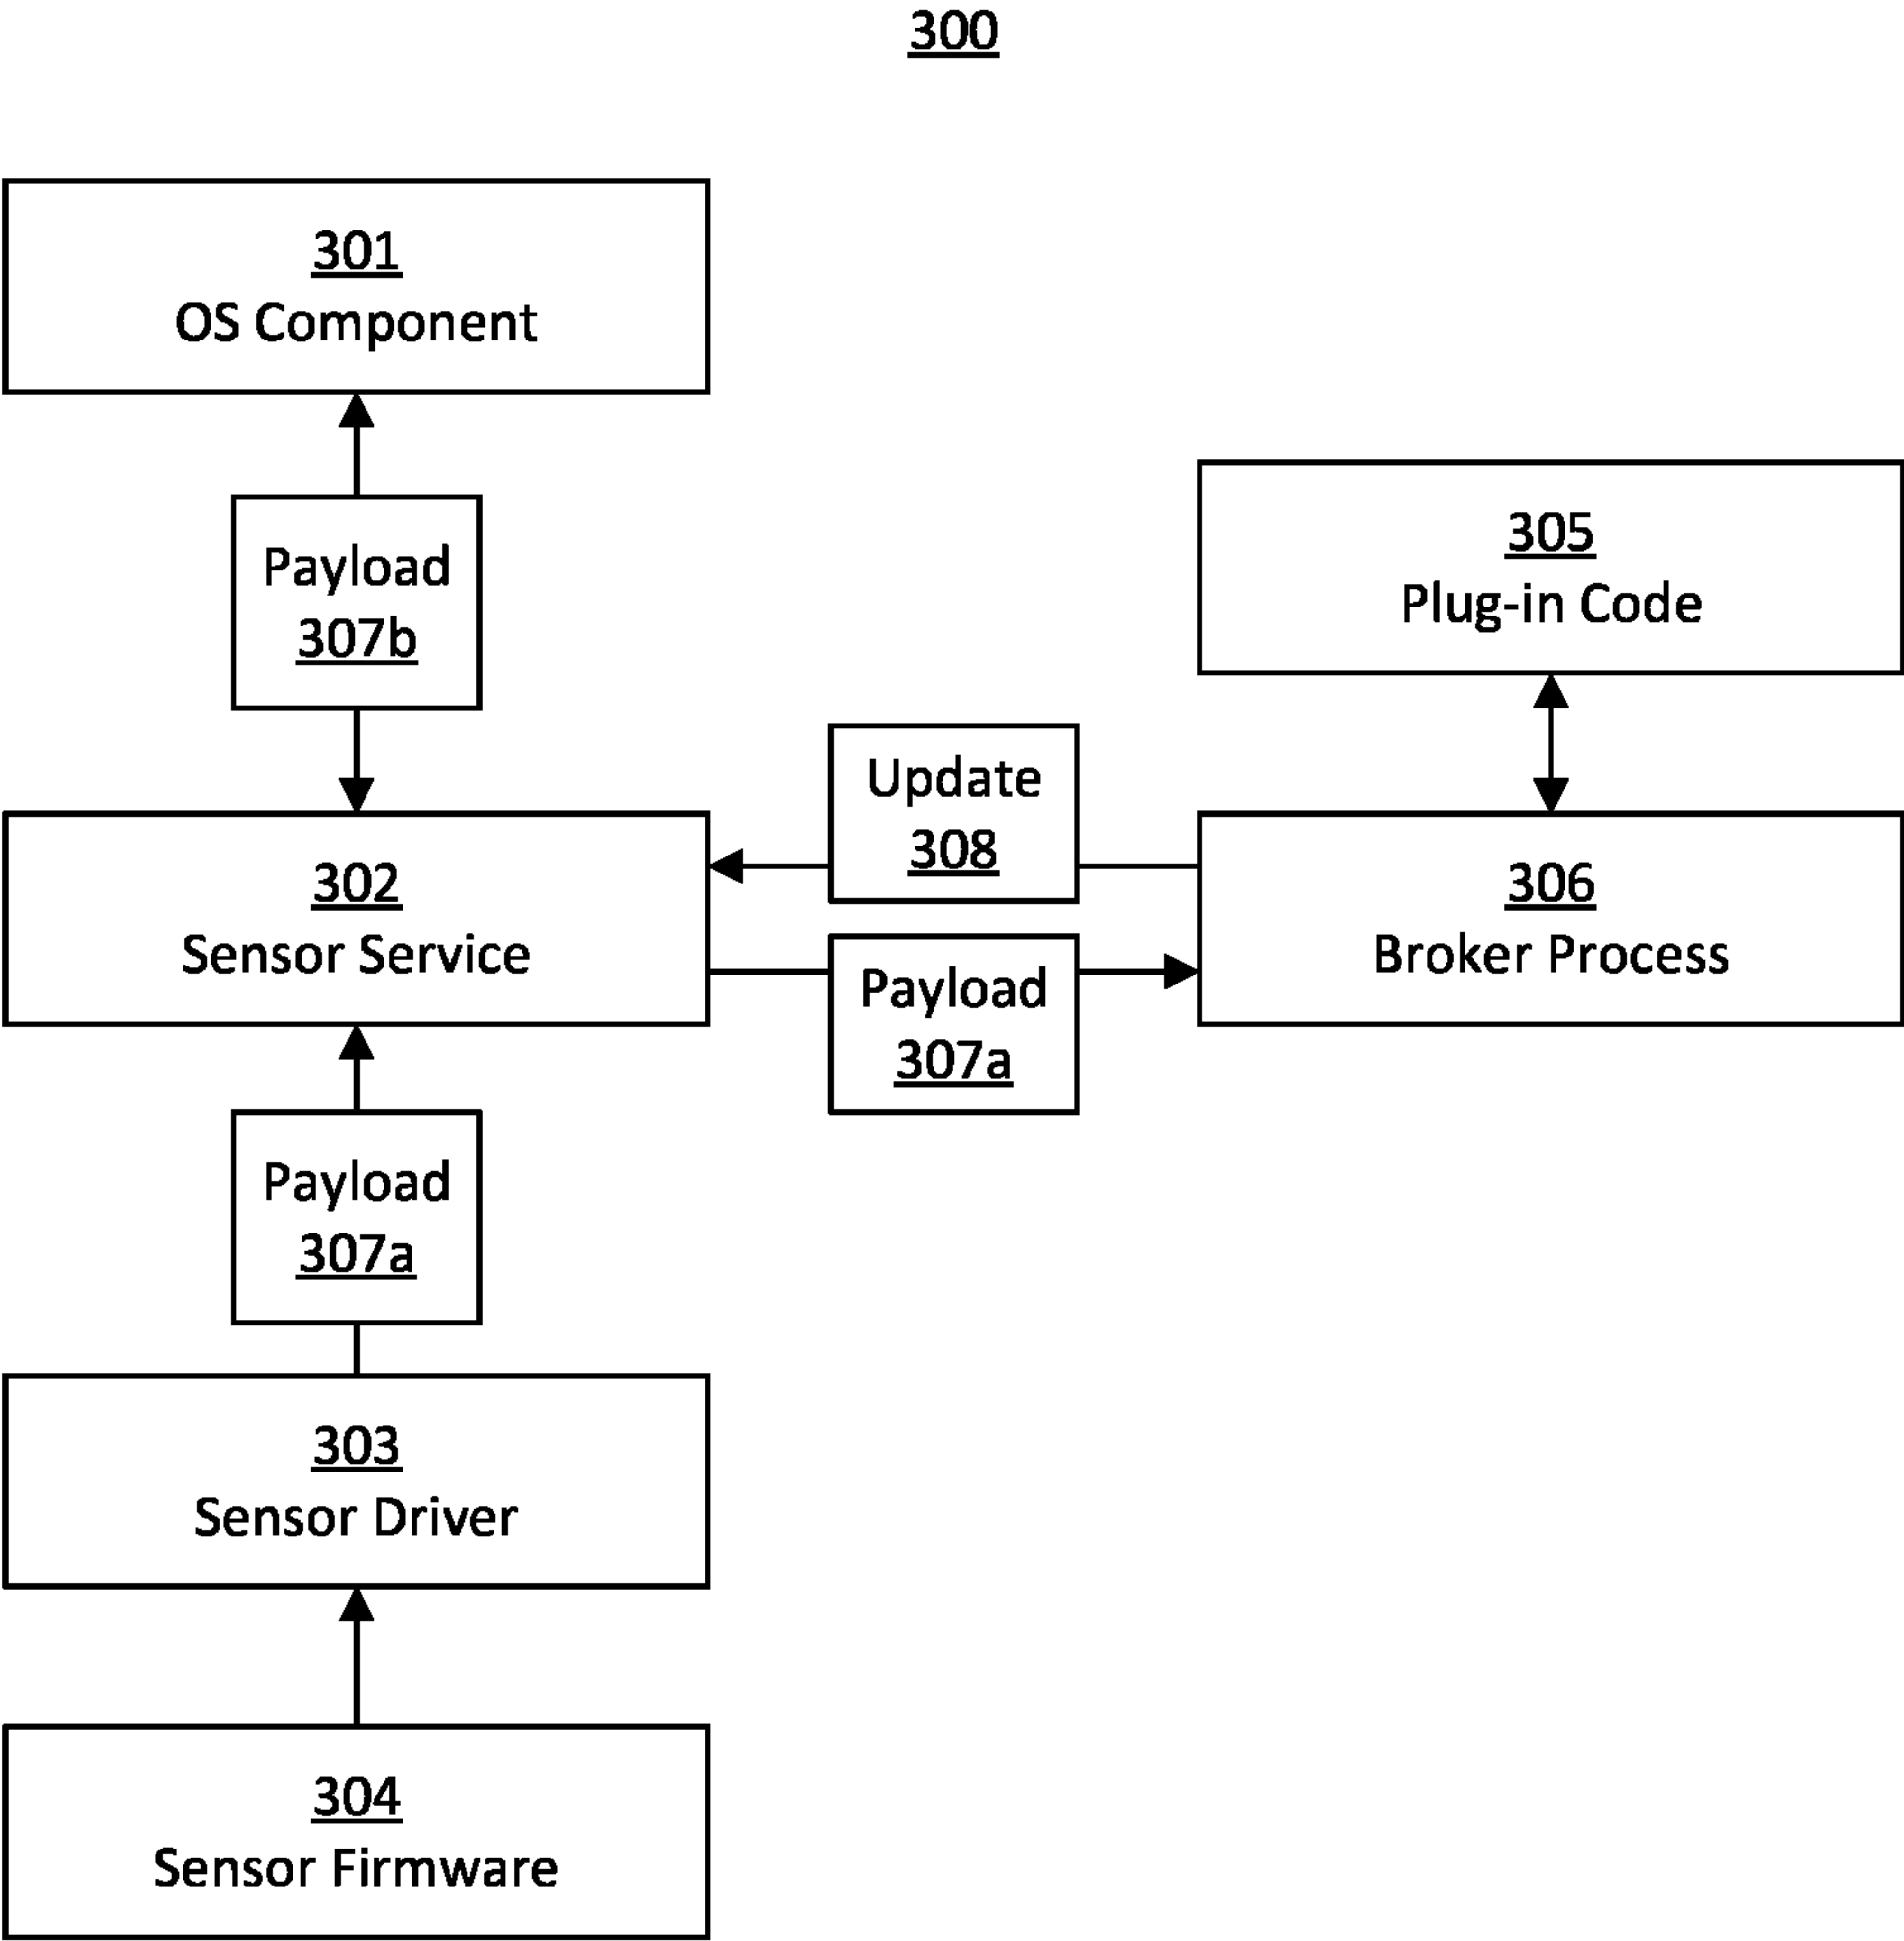 300
301
OS Component
Payload
307b
305
Plug-in Code
Update
308
302
Sensor Service
306
Broker Process
Payload
307a
Payload
307a
303
Sensor Driver
304
Sensor Firmware